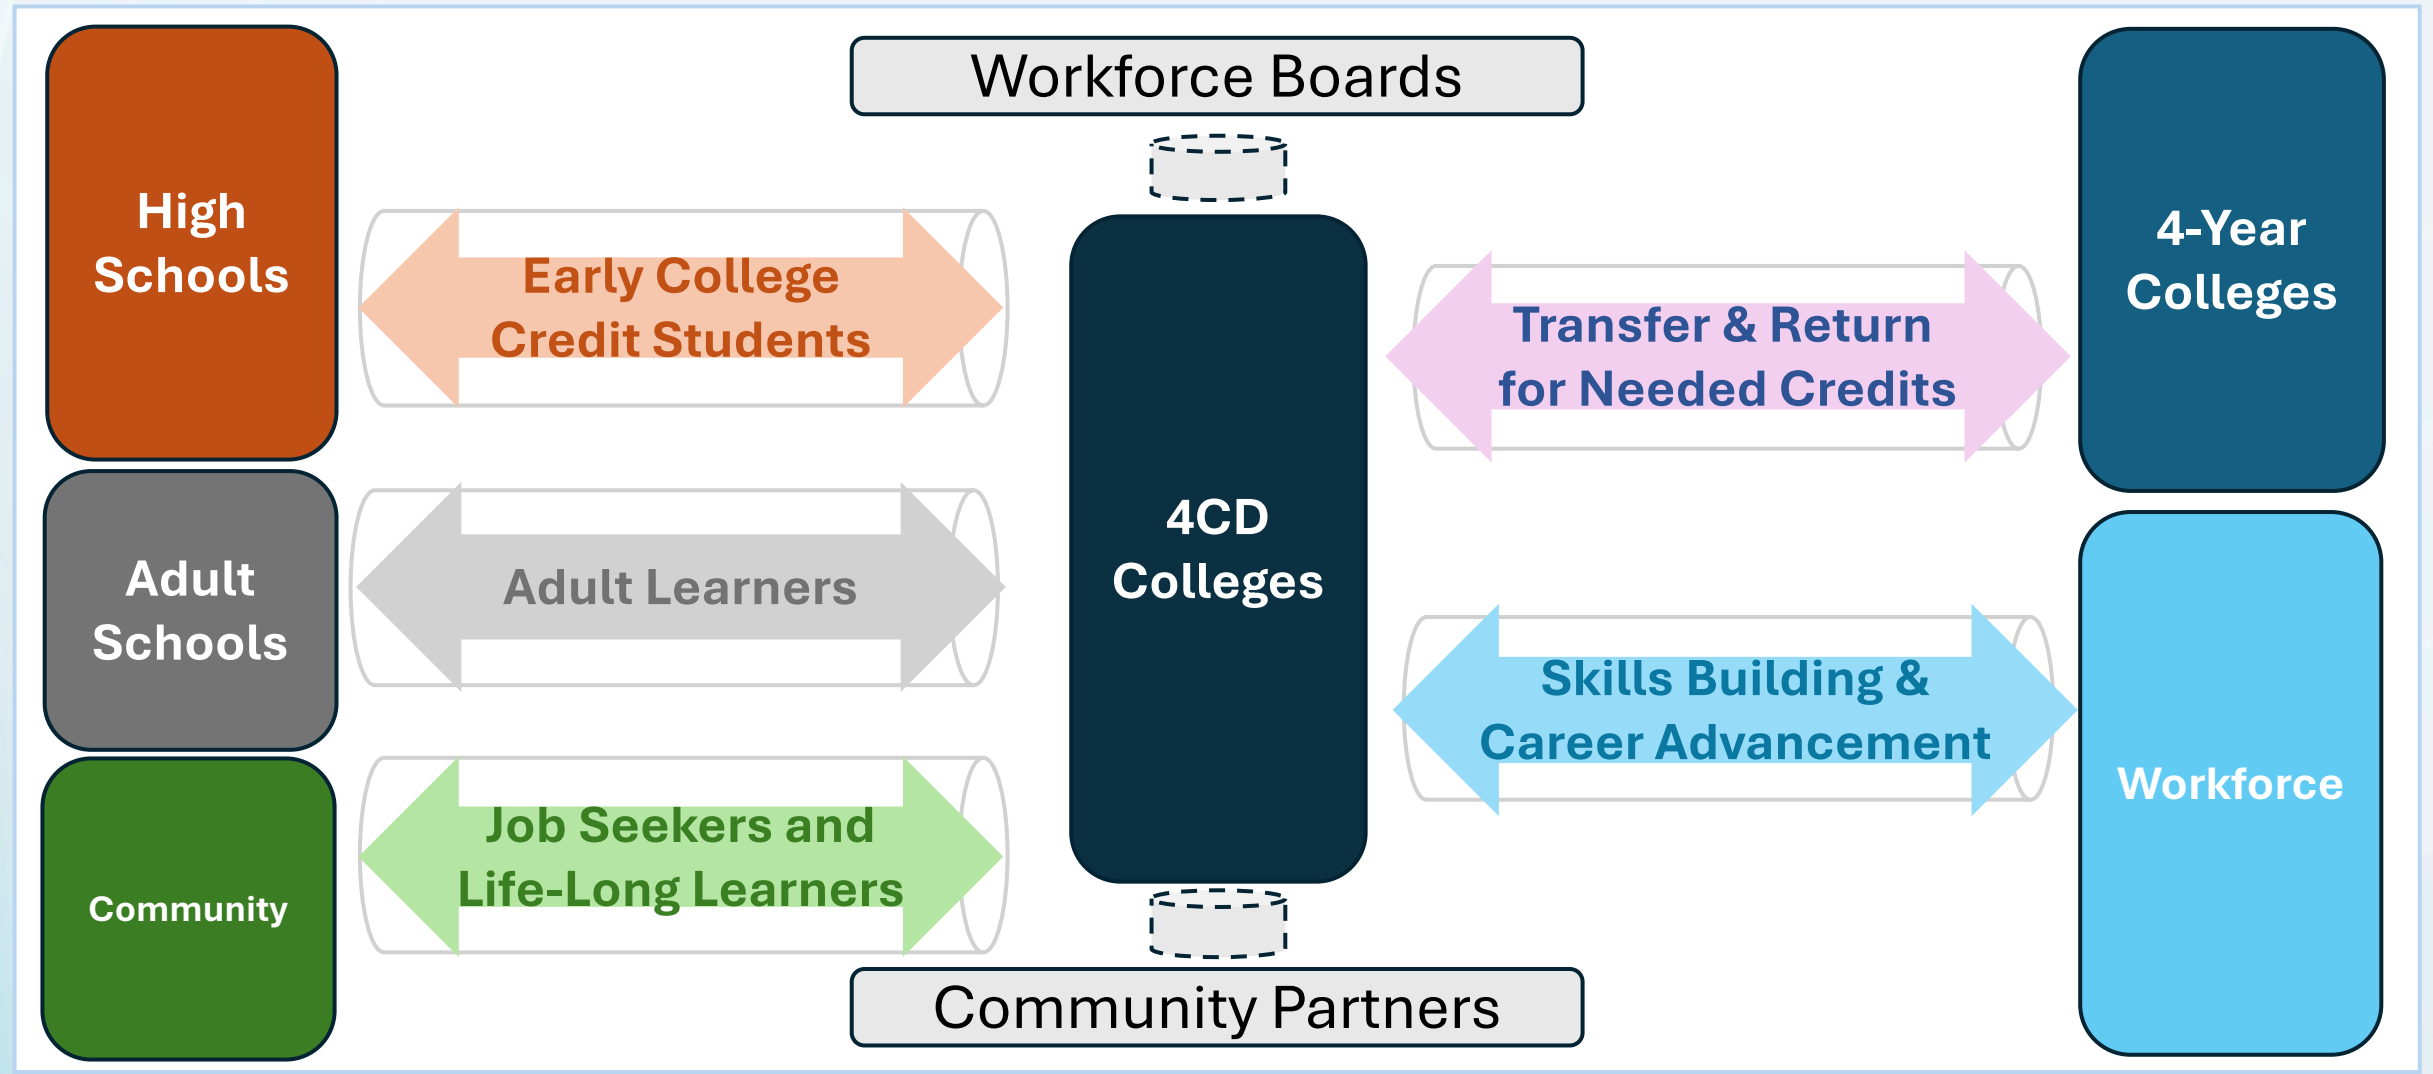 Workforce Boards
High
Schools
Early College
Credit Students
Adult
Schools
Adult Learners
Community
Job Seekers and
Life-Long Learners
4CD
Colleges
Transfer & Return
for Needed Credits
4-Year
Colleges
Skills Building &
Career Advancement
Workforce
Community Partners